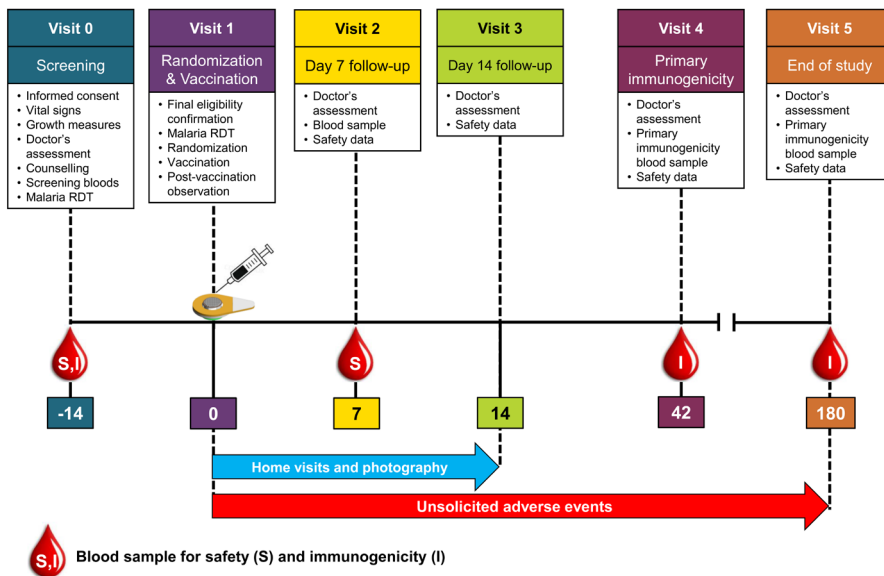 Visit 0
Screening
• Informed consent
• Vital signs
• Growth measures
• Doctor's
assessment
• Counselling
• Screening bloods
• Malaria RDT
Visit 1
Randomization
& Vaccination
• Final eligibility
confirmation
• Malaria RDT
• Randomization
• Vaccination
• Post-vaccination
observation
Visit 2
Day 7 follow-up
• Doctor's
assessment
• Blood sample
• Safety data
Visit 3
Day 14 follow-up
• Doctor's
assessment
• Safety data
Visit 4
Primary
immunogenicity
• Doctor's
assessment
• Primary
immunogenicity
blood sample
• Safety data
Visit 5
End of study
• Doctor's
assessment
• Primary
immunogenicity
blood sample
• Safety data
S,I
S
I
I
-14
0
7
14
42
180
Home visits and photography
Unsolicited adverse events
S,I
Blood sample for safety (S) and immunogenicity (I)